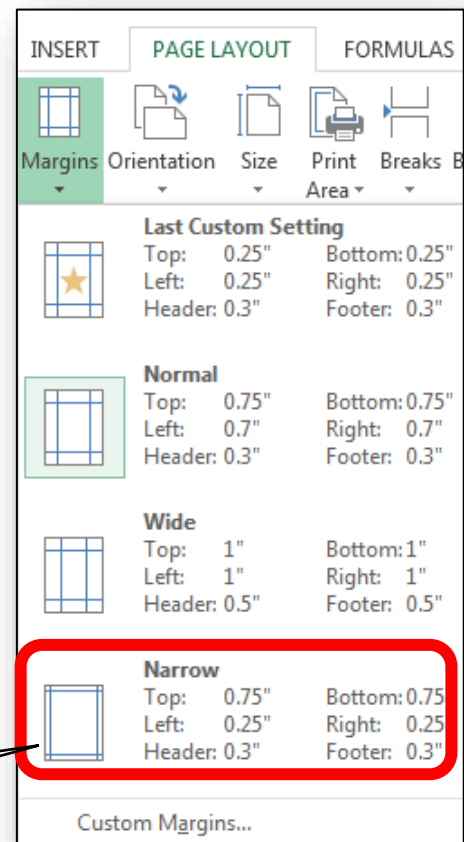 INSERT PAGE LAYOUT FORMULAS
Margins Orientation Size Print Area Breaks B
Last Custom Setting
Top: 0.25" Bottom: 0.25"
Left: 0.25" Right: 0.25"
Header: 0.3" Footer: 0.3"
Normal
Top: 0.75" Bottom: 0.75"
Left: 0.7" Right: 0.7"
Header: 0.3" Footer: 0.3"
Wide
Top: 1" Bottom: 1"
Left: 1" Right: 1"
Header: 0.5" Footer: 0.5"
Narrow
Top: 0.75" Bottom: 0.75
Left: 0.25" Right: 0.25
Header: 0.3" Footer: 0.3"
Custom Margins...